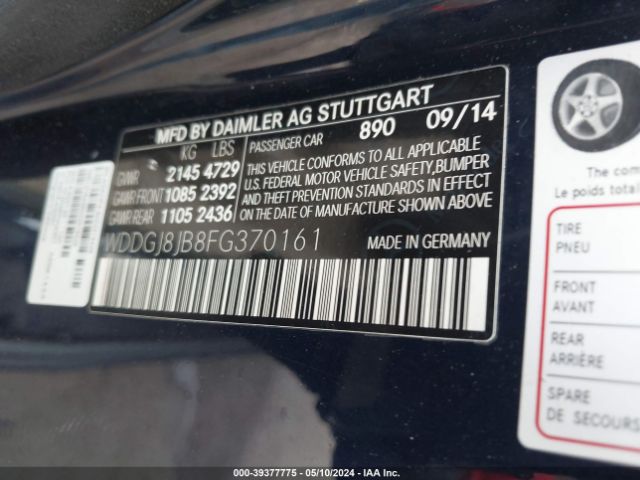 MFD BY DAIMLER AG STUTTGART
KG LBS
GVWR 2145 4729
GAWR FRONT 1085 2392
GAWR REAR 1105 2436
PASSENGER CAR 890 09/14
THIS VEHICLE CONFORMS TO ALL APPLICABLE
U.S. FEDERAL MOTOR VEHICLE SAFETY,BUMPER
AND THEFT PREVENTION STANDARDS IN EFFECT
ON THE DATE OF MANUFACTURE SHOWN ABOVE
WDDGJ8JB8FG370161 MADE IN GERMANY
The com
Le poids tota
TIRE
PNEU
FRONT
AVANT
REAR
ARRIÈRE
SPARE
DE SECOURS
000-39377775 — 05/10/2024 — IAA Inc.